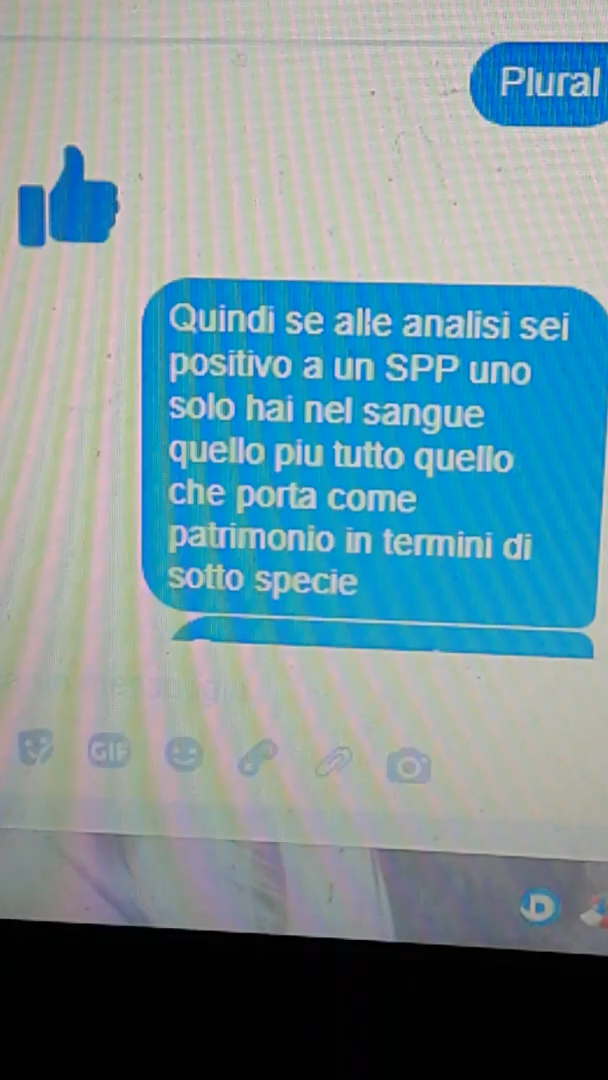 Plural
Quindi se alle analisi sei
positivo a un SPP uno
solo hai nel sangue
quello piu tutto quello
che porta come
patrimonio in termini di
sotto specie
GIF
D